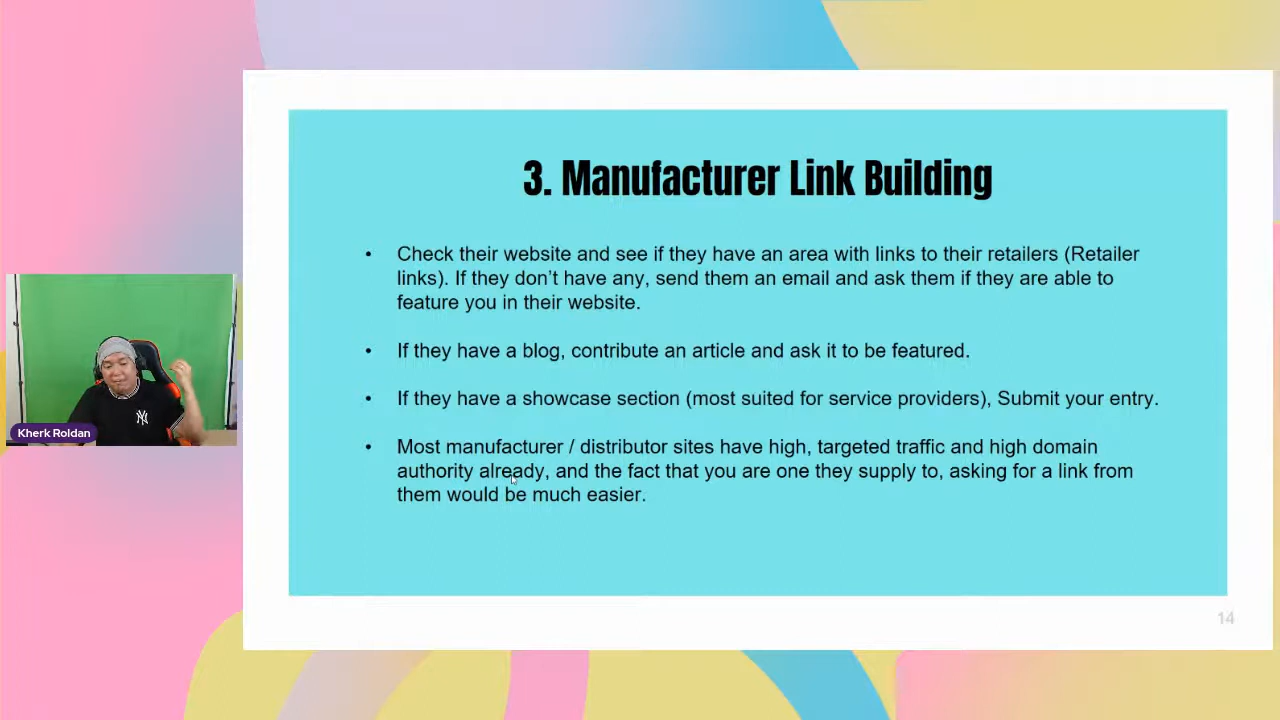 3. Manufacturer Link Building
• Check their website and see if they have an area with links to their retailers (Retailer
links). If they don’t have any, send them an email and ask them if they are able to
feature you in their website.
• If they have a blog, contribute an article and ask it to be featured.
• If they have a showcase section (most suited for service providers), Submit your entry.
• Most manufacturer / distributor sites have high, targeted traffic and high domain
authority already, and the fact that you are one they supply to, asking for a link from
them would be much easier.
NY
Kherk Roldan
14